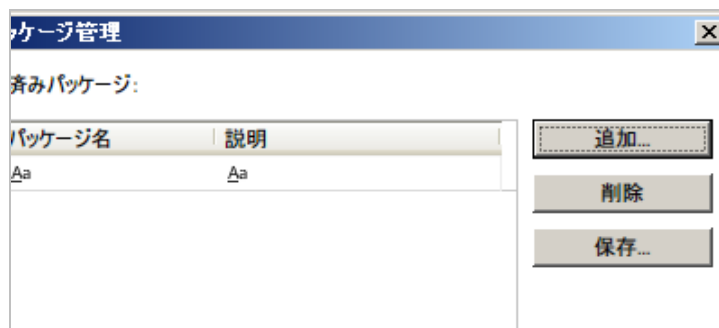 ッケージ管理
済みパッケージ:
パッケージ名 説明 追加...
Aa Aa
削除
保存...